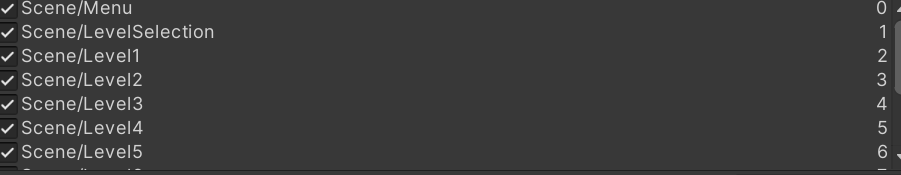 Scene/Menu 0
Scene/LevelSelection 1
Scene/Level1 2
Scene/Level2 3
Scene/Level3 4
Scene/Level4 5
Scene/Level5 6